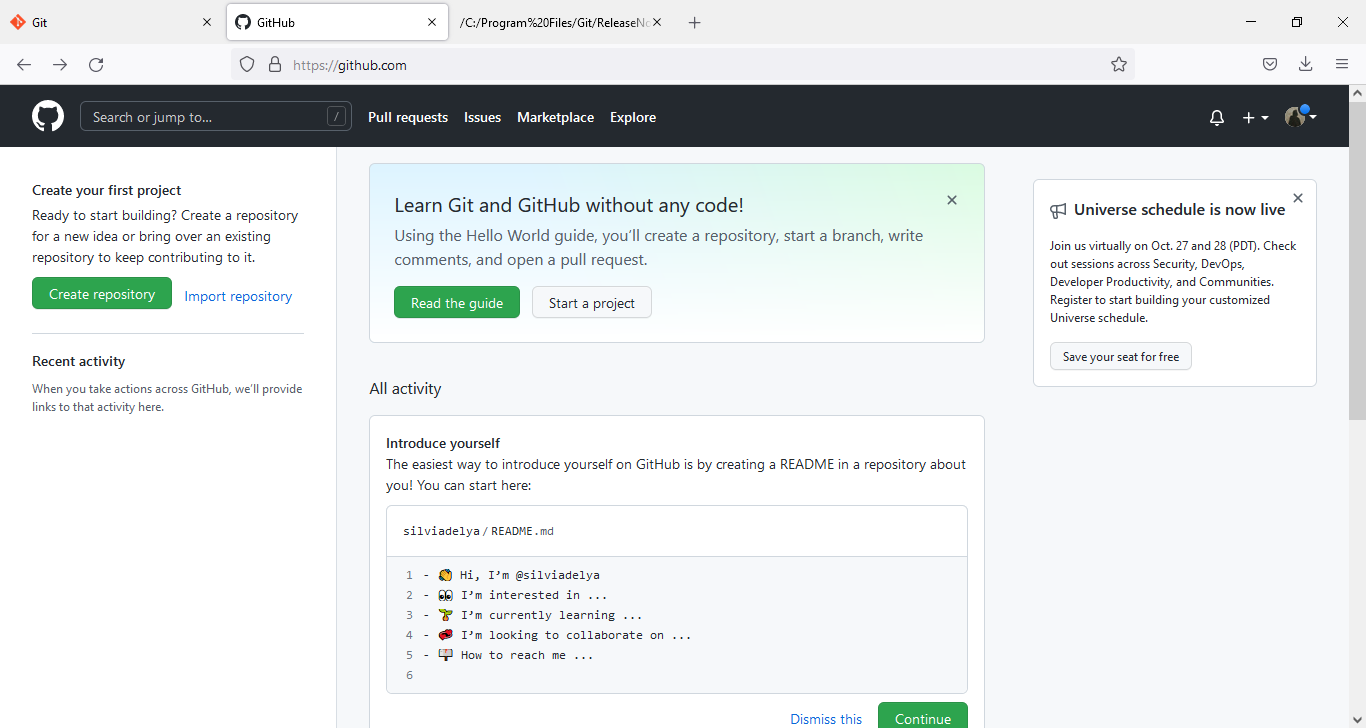 Git
GitHub
/C:/Program%20Files/Git/ReleaseNo
https://github.com
Search or jump to...
/
Pull requests
Issues
Marketplace
Explore
Create your first project
Ready to start building? Create a repository
for a new idea or bring over an existing
repository to keep contributing to it.
Create repository
Import repository
Recent activity
When you take actions across GitHub, we'll provide
links to that activity here.
Learn Git and GitHub without any code!
Using the Hello World guide, you'll create a repository, start a branch, write
comments, and open a pull request.
Read the guide
Start a project
All activity
Introduce yourself
The easiest way to introduce yourself on GitHub is by creating a README in a repository about
you! You can start here:
silviadelya/README.md
1 - 👋 Hi, I'm @silviadelya
2 - 👀 I'm interested in ...
3 - 🌱 I'm currently learning ...
4 - 💞️ I'm looking to collaborate on ...
5 - 📫 How to reach me ...
6
Dismiss this
Continue
Universe schedule is now live
Join us virtually on Oct. 27 and 28 (PDT). Check
out sessions across Security, DevOps,
Developer Productivity, and Communities.
Register to start building your customized
Universe schedule.
Save your seat for free